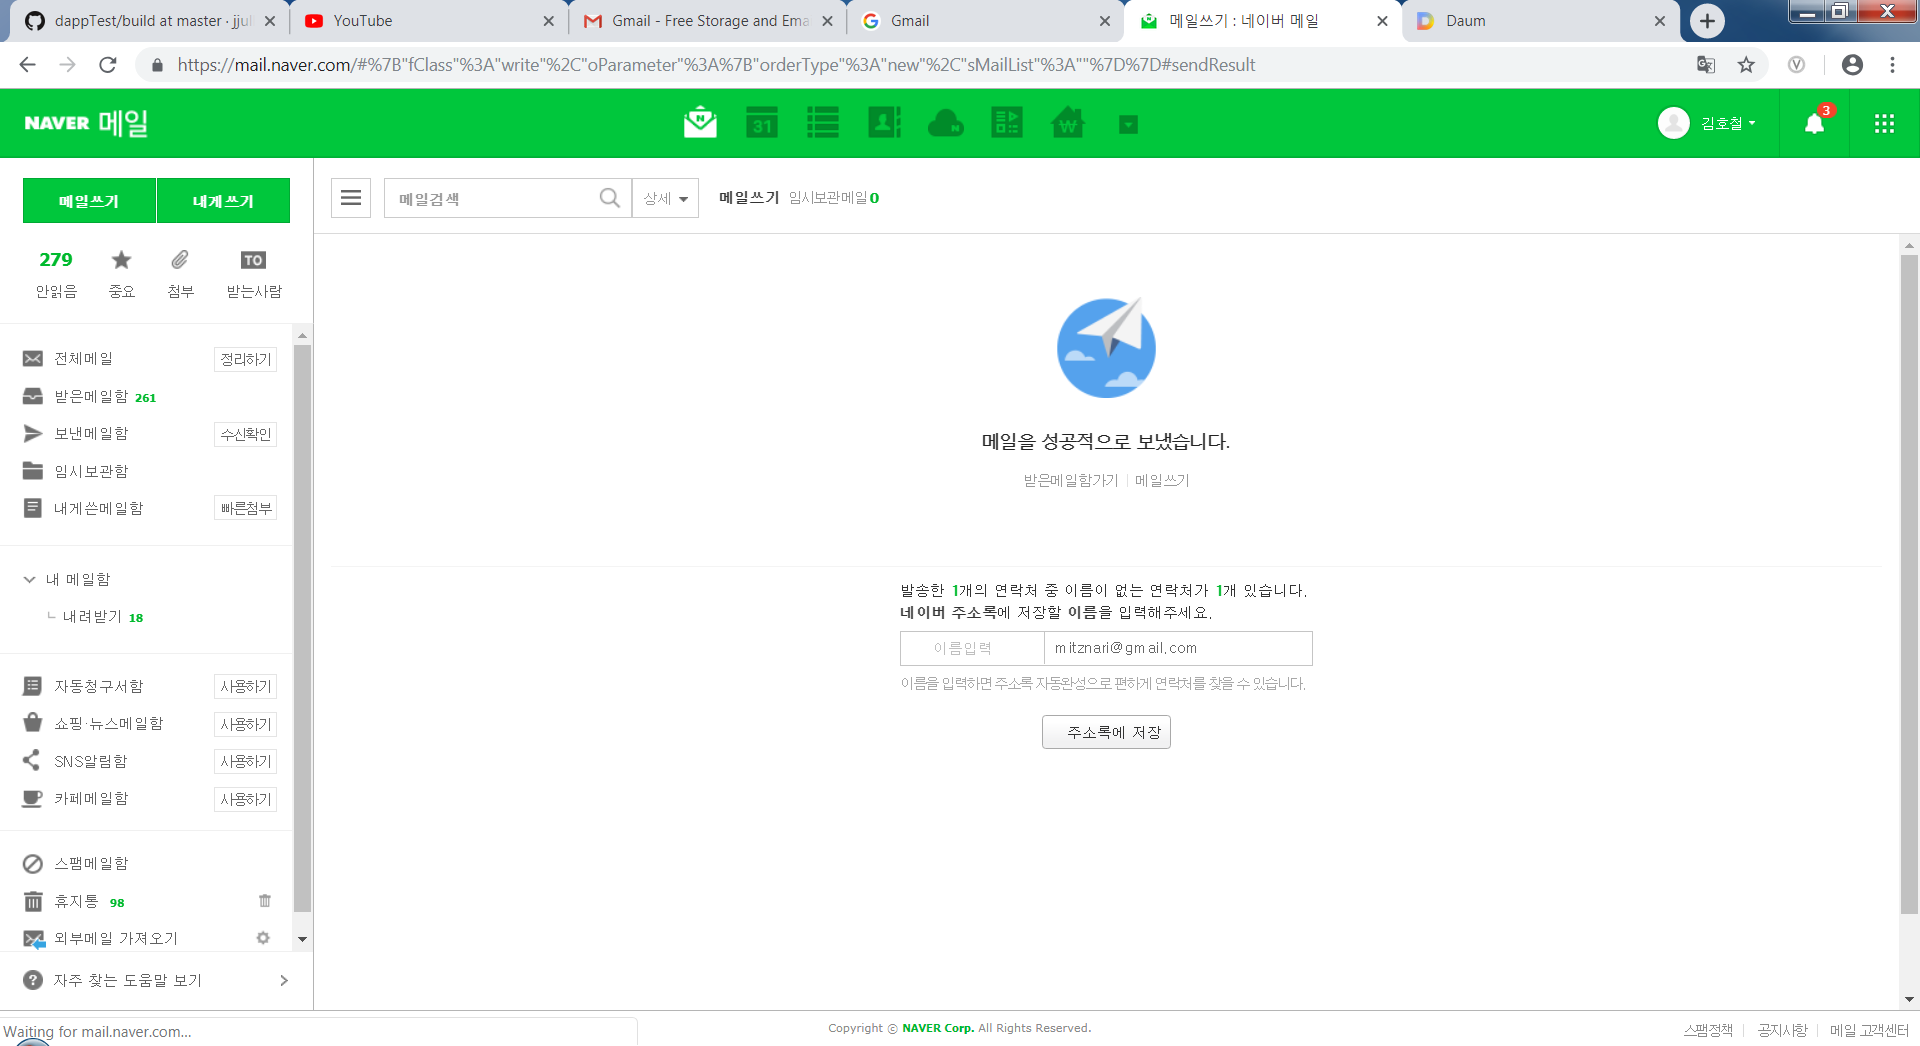 dappTest/build at master · jjul
YouTube
Gmail - Free Storage and Ema
Gmail
메일쓰기 : 네이버 메일
Daum
https://mail.naver.com/#%7B"fClass"%3A"write"%2C"oParameter"%3A%7B"orderType"%3A"new"%2C"sMailList"%3A""%7D%7D#sendResult
NAVER 메일
31
N
W
김호철
3
메일쓰기
내게쓰기
메일검색
상세
메일쓰기 임시보관메일0
279
TO
안읽음
중요
첨부
받는사람
전체메일
정리하기
받은메일함 261
보낸메일함
수신확인
임시보관함
내게쓴메일함
빠른첨부
내 메일함
내려받기 18
자동청구서함
사용하기
쇼핑·뉴스메일함
사용하기
SNS알림함
사용하기
카페메일함
사용하기
스팸메일함
휴지통 98
외부메일 가져오기
자주 찾는 도움말 보기
메일을 성공적으로 보냈습니다.
받은메일함가기 | 메일쓰기
발송한 1개의 연락처 중 이름이 없는 연락처가 1개 있습니다.
네이버 주소록에 저장할 이름을 입력해주세요.
이름입력
mitznari@gmail.com
이름을 입력하면 주소록 자동완성으로 편하게 연락처를 찾을 수 있습니다.
주소록에 저장
Waiting for mail.naver.com...
Copyright © NAVER Corp. All Rights Reserved.
스팸정책 | 공지사항 | 메일 고객센터